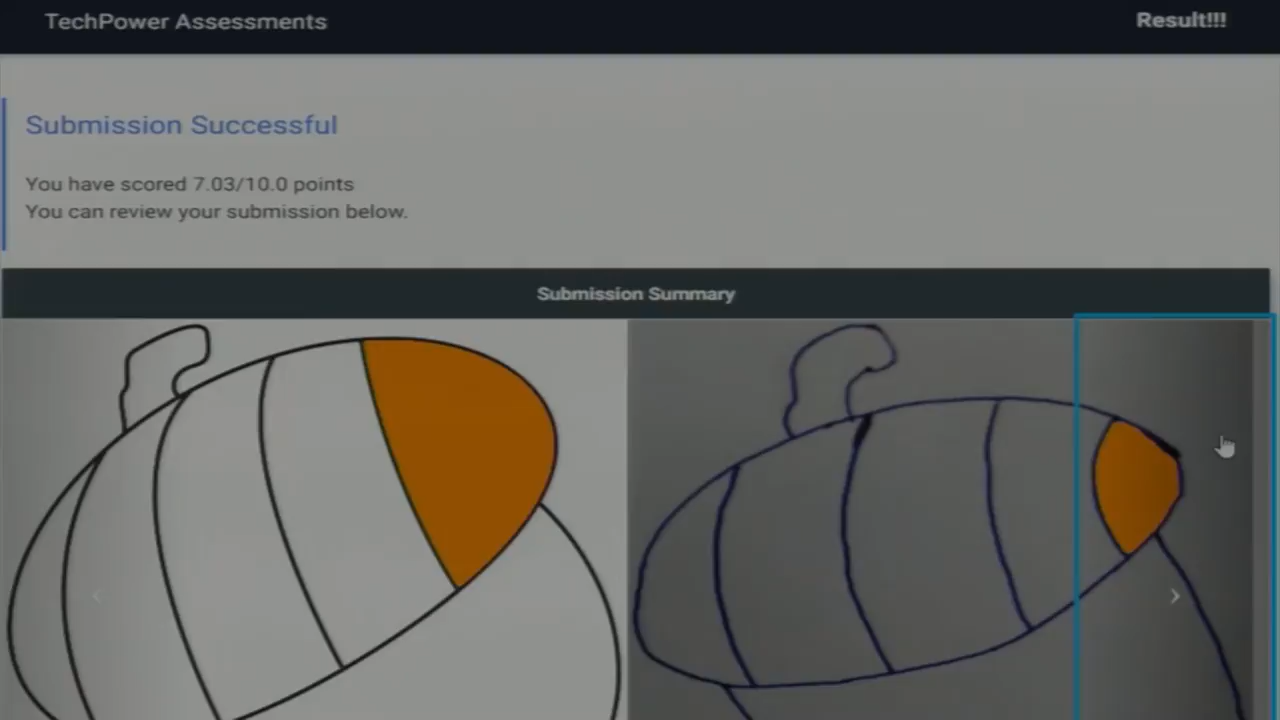 TechPower Assessments
Result!!!
Submission Successful
You have scored 7.03/10.0 points
You can review your submission below.
Submission Summary